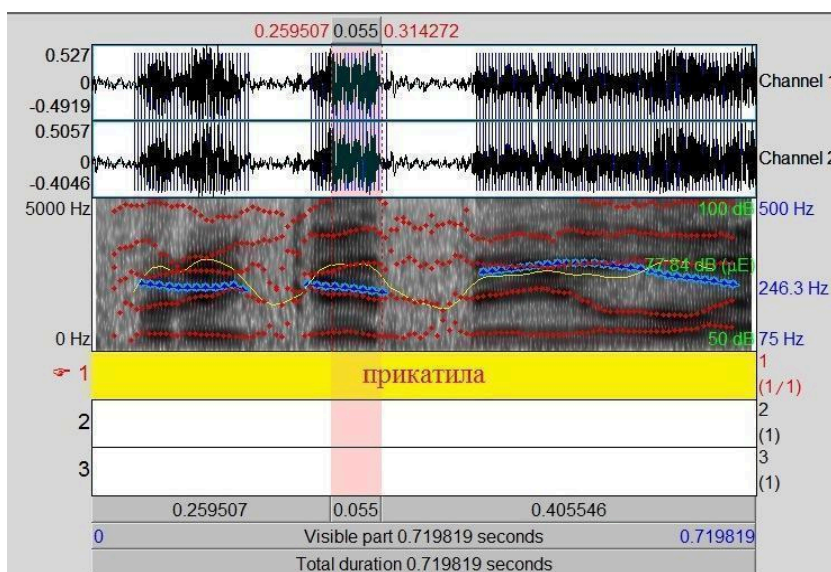 0.259507 0.055 0.314272
0.527
0
-0.4919
Channel 1
0.5057
0
-0.4046
Channel 2
5000 Hz
100 dB
500 Hz
77.84 dB (µE)
246.3 Hz
0 Hz
50 dB
75 Hz
☞ 1
прикатила
1
(1/1)
2
2
(1)
3
3
(1)
0.259507 0.055 0.405546
0 Visible part 0.719819 seconds 0.719819
Total duration 0.719819 seconds